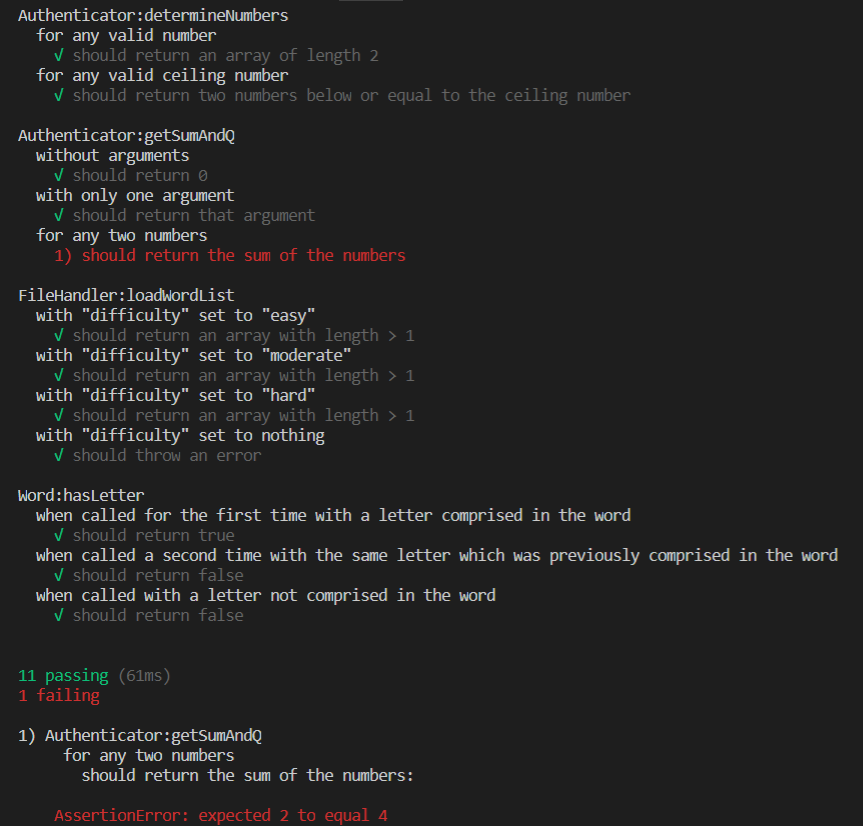 Authenticator:determineNumbers
for any valid number
√ should return an array of length 2
for any valid ceiling number
√ should return two numbers below or equal to the ceiling number
Authenticator:getSumAndQ
without arguments
√ should return 0
with only one argument
√ should return that argument
for any two numbers
1) should return the sum of the numbers
FileHandler:loadWordList
with "difficulty" set to "easy"
√ should return an array with length > 1
with "difficulty" set to "moderate"
√ should return an array with length > 1
with "difficulty" set to "hard"
√ should return an array with length > 1
with "difficulty" set to nothing
√ should throw an error
Word:hasLetter
when called for the first time with a letter comprised in the word
√ should return true
when called a second time with the same letter which was previously comprised in the word
√ should return false
when called with a letter not comprised in the word
√ should return false
11 passing (61ms)
1 failing
1) Authenticator:getSumAndQ
for any two numbers
should return the sum of the numbers:
AssertionError: expected 2 to equal 4